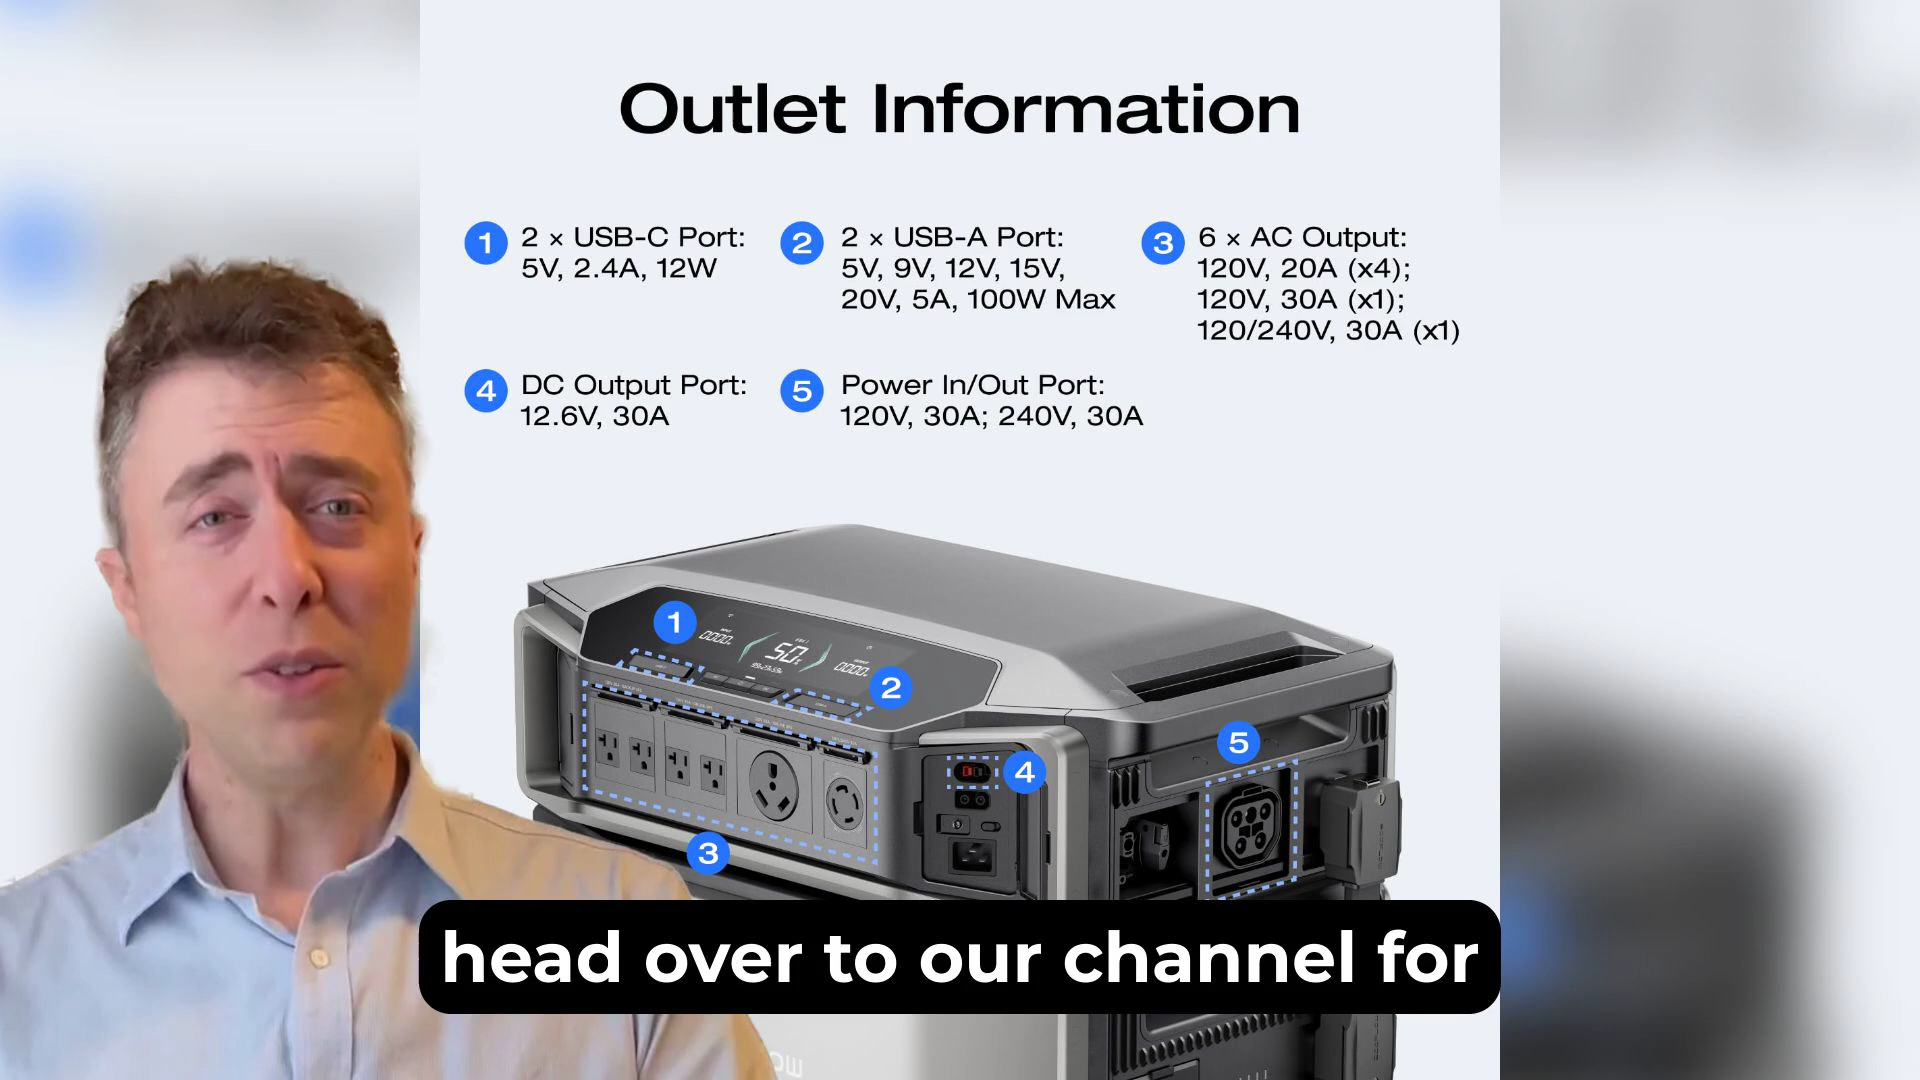 Outlet Information
1 2 × USB-C Port:
5V, 2.4A, 12W
2 2 × USB-A Port:
5V, 9V, 12V, 15V,
20V, 5A, 100W Max
3 6 × AC Output:
120V, 20A (x4);
120V, 30A (x1);
120/240V, 30A (x1)
4 DC Output Port:
12.6V, 30A
5 Power In/Out Port:
120V, 30A; 240V, 30A
1
50%
2
5
4
3
head over to our channel for